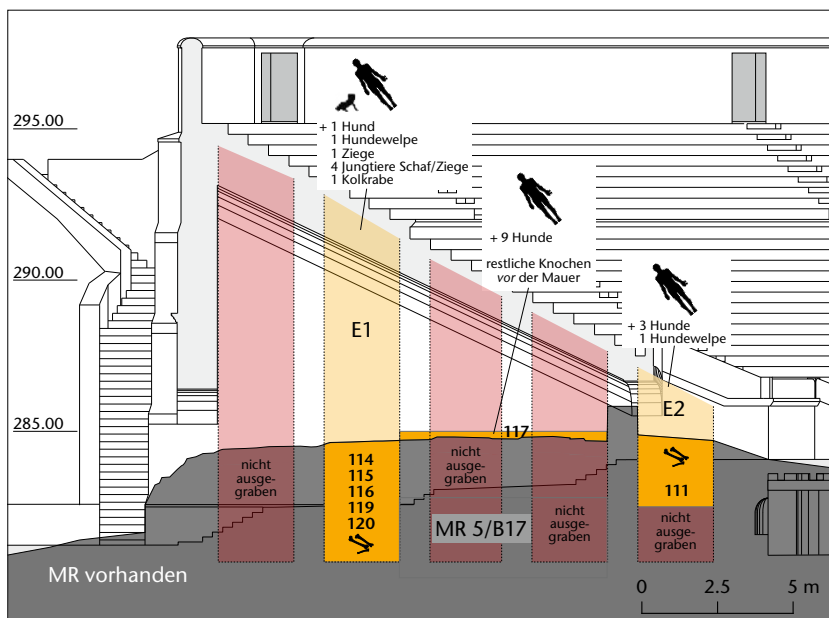 295.00
290.00
285.00
+ 1 Hund
1 Hundewelpe
1 Ziege
4 Jungtiere Schaf/Ziege
1 Kolkrabe
+ 9 Hunde
restliche Knochen
vor der Mauer
+ 3 Hunde
1 Hundewelpe
E1
E2
117
nicht
ausge-
graben
114
115
116
119
120
nicht
ausge-
graben
111
MR 5/B17
nicht
ausge-
graben
nicht
ausge-
graben
MR vorhanden
0 2.5 5 m